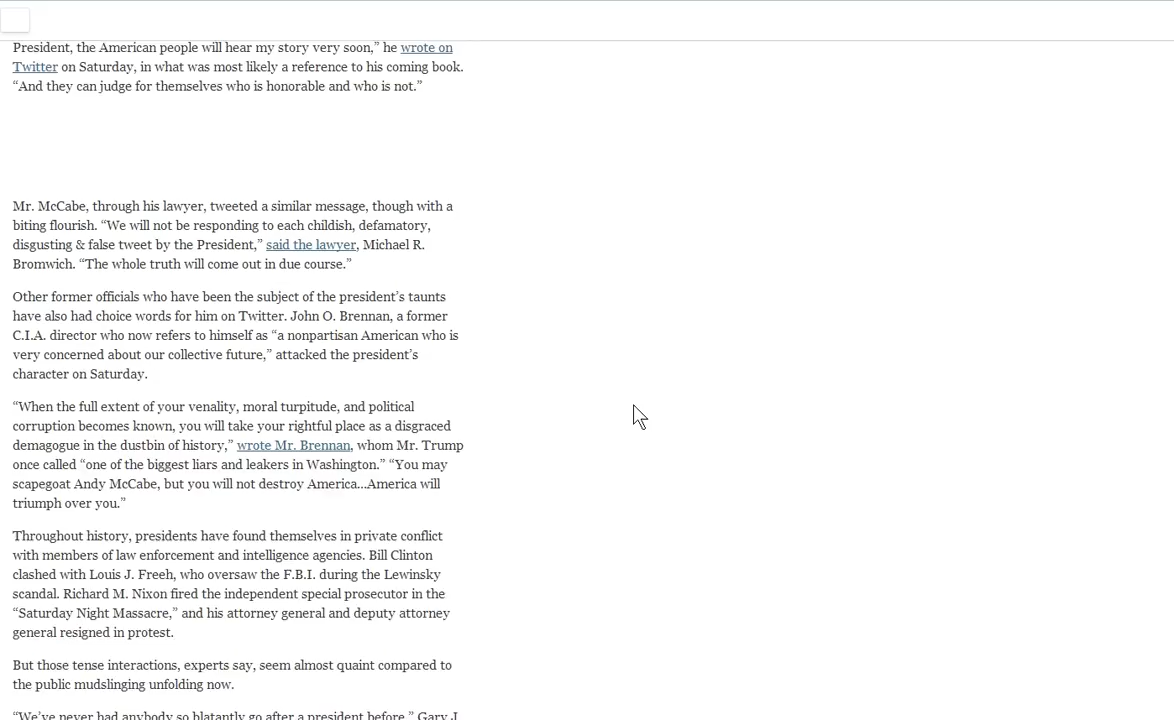 President, the American people will hear my story very soon,” he wrote on
Twitter on Saturday, in what was most likely a reference to his coming book.
“And they can judge for themselves who is honorable and who is not.”
Mr. McCabe, through his lawyer, tweeted a similar message, though with a
biting flourish. “We will not be responding to each childish, defamatory,
disgusting & false tweet by the President,” said the lawyer, Michael R.
Bromwich. “The whole truth will come out in due course.”
Other former officials who have been the subject of the president’s taunts
have also had choice words for him on Twitter. John O. Brennan, a former
C.I.A. director who now refers to himself as “a nonpartisan American who is
very concerned about our collective future,” attacked the president’s
character on Saturday.
“When the full extent of your venality, moral turpitude, and political
corruption becomes known, you will take your rightful place as a disgraced
demagogue in the dustbin of history,” wrote Mr. Brennan, whom Mr. Trump
once called “one of the biggest liars and leakers in Washington.” “You may
scapegoat Andy McCabe, but you will not destroy America...America will
triumph over you.”
Throughout history, presidents have found themselves in private conflict
with members of law enforcement and intelligence agencies. Bill Clinton
clashed with Louis J. Freeh, who oversaw the F.B.I. during the Lewinsky
scandal. Richard M. Nixon fired the independent special prosecutor in the
“Saturday Night Massacre,” and his attorney general and deputy attorney
general resigned in protest.
But those tense interactions, experts say, seem almost quaint compared to
the public mudslinging unfolding now.
“We’ve never had anybody so blatantly go after a president before,” Gary J.